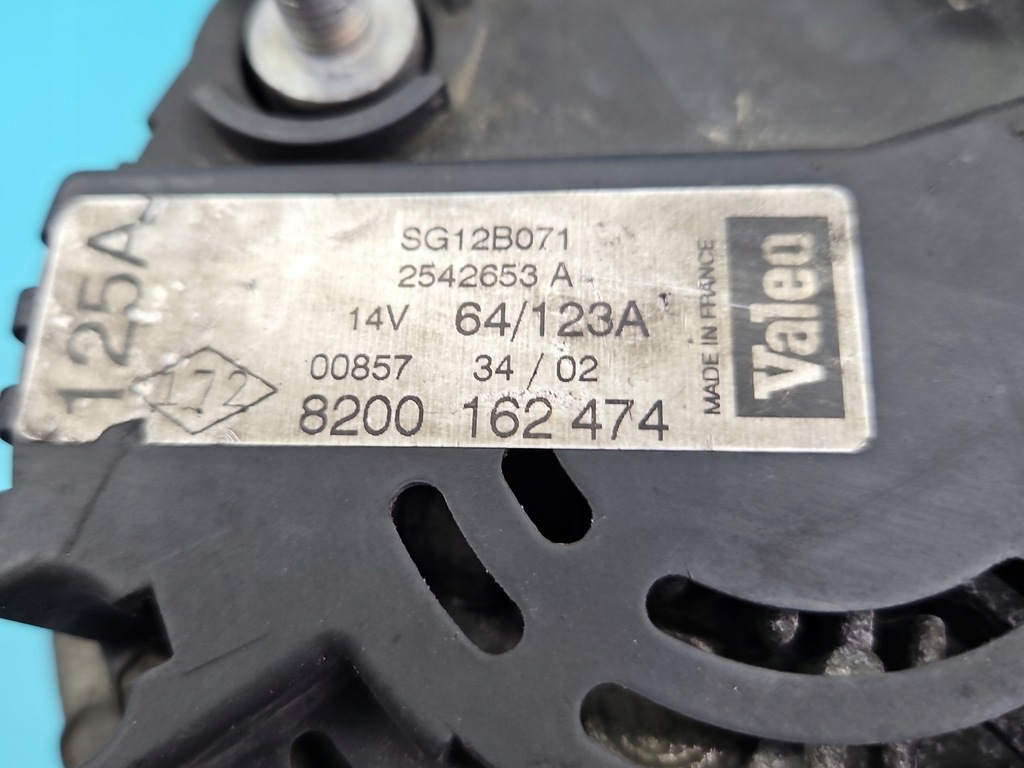 125A
SG12B071
2542653 A
14V 64/123A
00857 34 / 02
172
8200 162 474
MADE IN FRANCE
Valeo